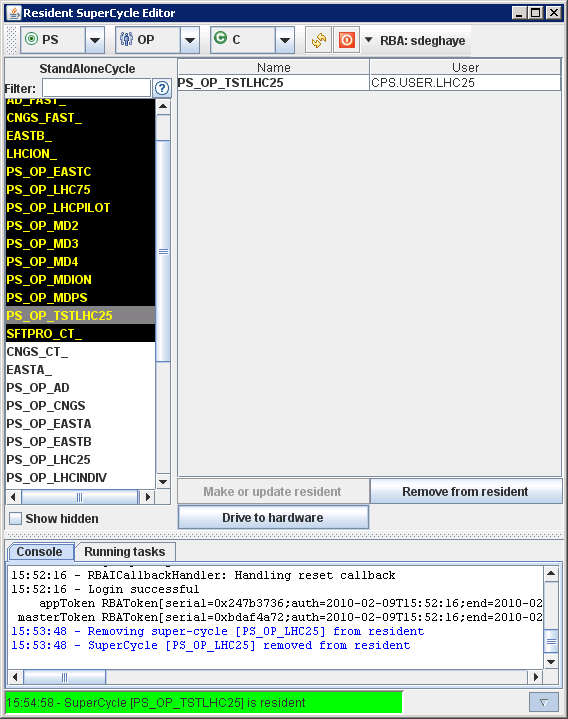 Resident SuperCycle Editor
PS OP C RBA: sdeghaye
StandAloneCycle
Filter: ?
Name User
PS_OP_TSTLHC25 CPS.USER.LHC25
AD_FAST_
CNGS_FAST_
EASTB_
LHCION_
PS_OP_EASTC
PS_OP_LHC75
PS_OP_LHCPILOT
PS_OP_MD2
PS_OP_MD3
PS_OP_MD4
PS_OP_MDION
PS_OP_MDPS
PS_OP_TSTLHC25
SFTPRO_CT_
CNGS_CT_
EASTA_
PS_OP_AD
PS_OP_CNGS
PS_OP_EASTA
PS_OP_EASTB
PS_OP_LHC25
PS_OP_LHCINDIV
Show hidden
Make or update resident Remove from resident
Drive to hardware
Console Running tasks
15:52:16 - RBAICallbackHandler: Handling reset callback
15:52:16 - Login successful
appToken RBAToken[serial=0x247b3736;auth=2010-02-09T15:52:16;end=2010-02
masterToken RBAToken[serial=0xbdaf4a72;auth=2010-02-09T15:52:16;end=2010-02
15:53:48 - Removing super-cycle [PS_OP_LHC25] from resident
15:53:48 - SuperCycle [PS_OP_LHC25] removed from resident
15:54:58 - SuperCycle [PS_OP_TSTLHC25] is resident